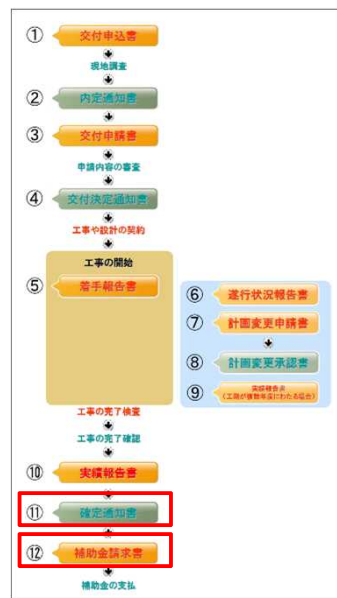 ① 交付申込書
現地調査
② 内定通知書
③ 交付申請書
申請内容の審査
④ 交付決定通知書
工事や設計の契約
工事の開始
⑤ 着手報告書
⑥ 遂行状況報告書
⑦ 計画変更申請書
⑧ 計画変更承認書
⑨ 実績報告書
(工期が複数年度にわたる場合)
工事の完了検査
工事の完了確認
⑩ 実績報告書
⑪ 確定通知書
⑫ 補助金請求書
補助金の支払